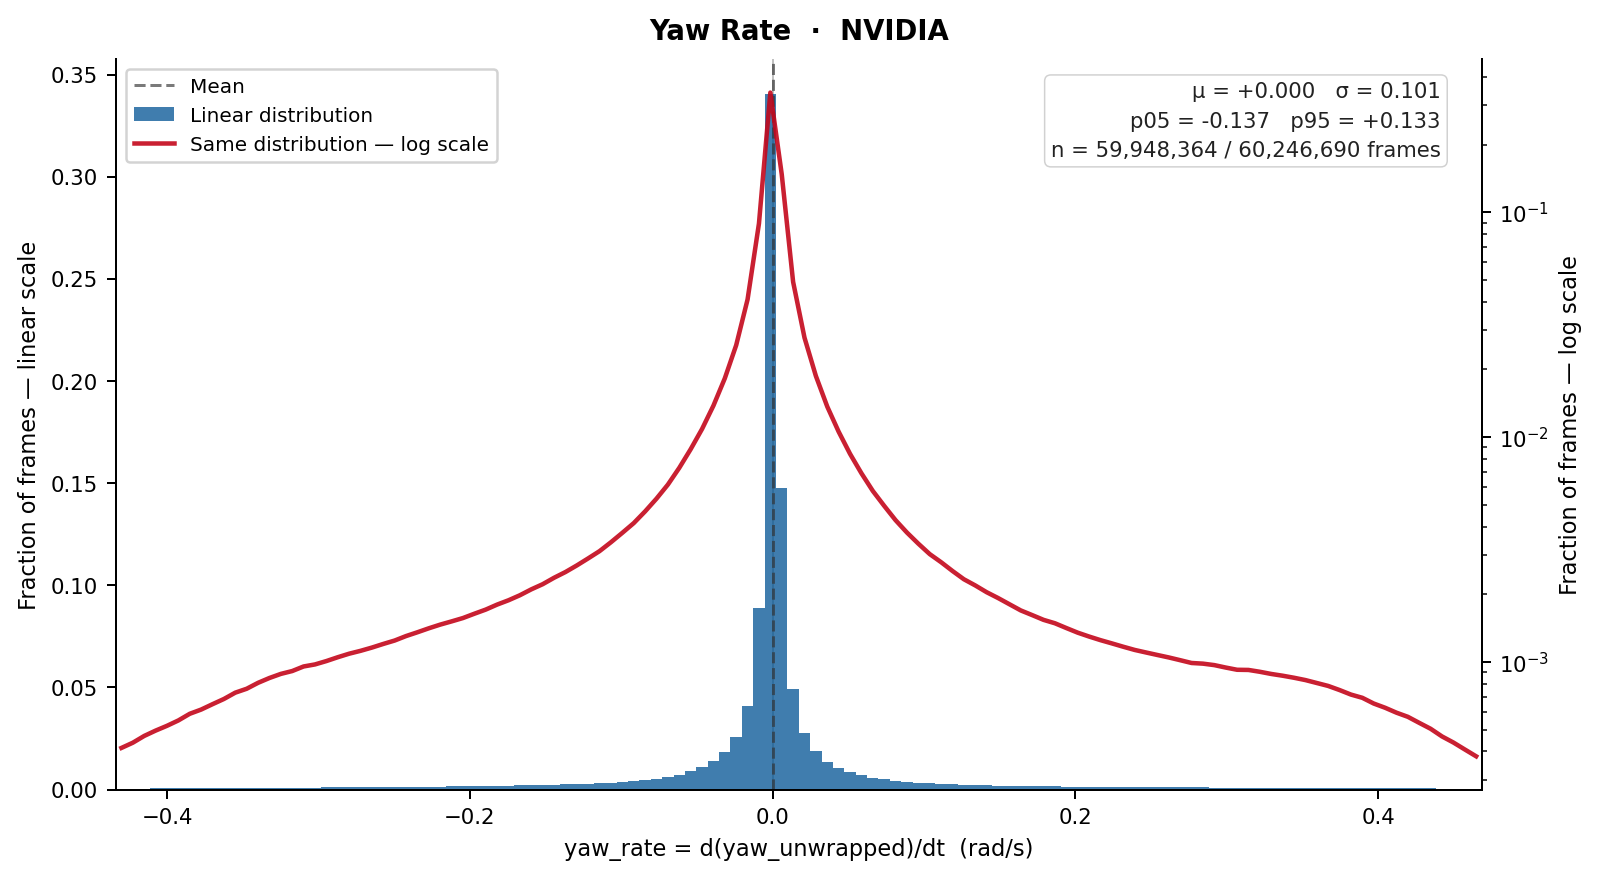 Yaw Rate · NVIDIA
Mean
Linear distribution
Same distribution — log scale
μ = +0.000 σ = 0.101
p05 = -0.137 p95 = +0.133
n = 59,948,364 / 60,246,690 frames
Fraction of frames — linear scale
0.35
0.30
0.25
0.20
0.15
0.10
0.05
0.00
−0.4
−0.2
0.0
0.2
0.4
yaw_rate = d(yaw_unwrapped)/dt (rad/s)
10⁻¹
10⁻²
10⁻³
Fraction of frames — log scale